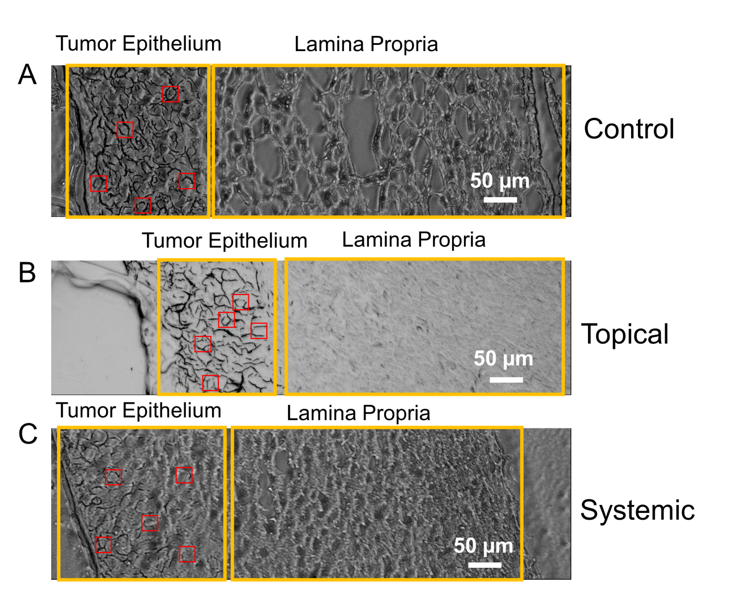 Tumor Epithelium Lamina Propria
A
Control
50 µm
Tumor Epithelium Lamina Propria
B
Topical
50 µm
Tumor Epithelium Lamina Propria
C
Systemic
50 µm